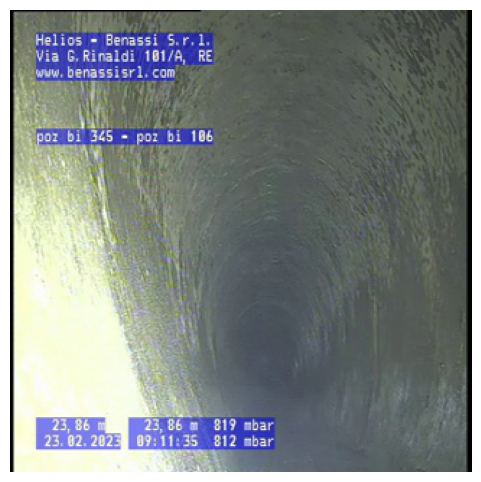 Helios - Benassi S.r.l.
Via G.Rinaldi 101/A, RE
www.benassisrl.com
poz bi 345 - poz bi 106
23,86 m 23,86 m 819 mbar
23.02.2023 09:11:35 812 mbar